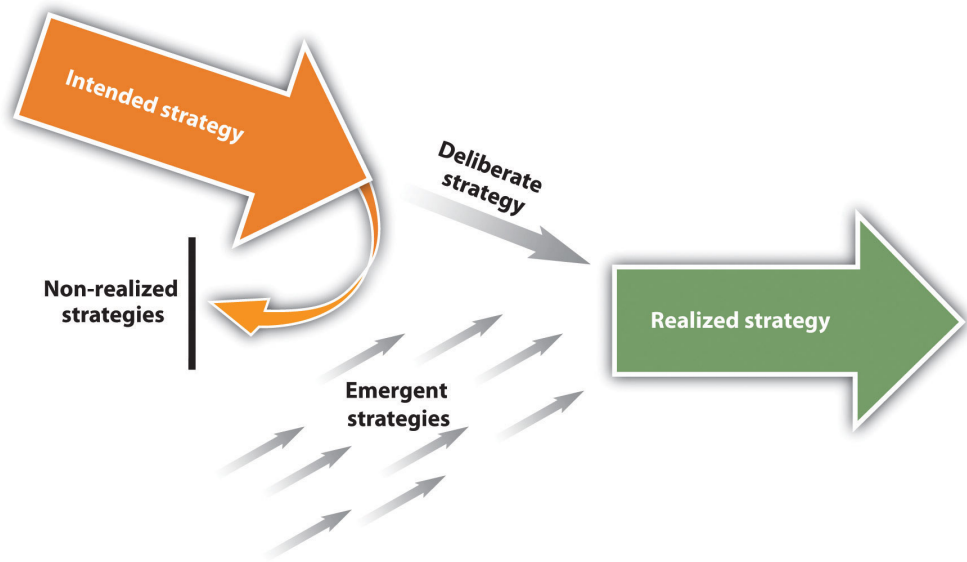 Intended strategy
Deliberate
strategy
Non-realized
strategies
Realized strategy
Emergent
strategies